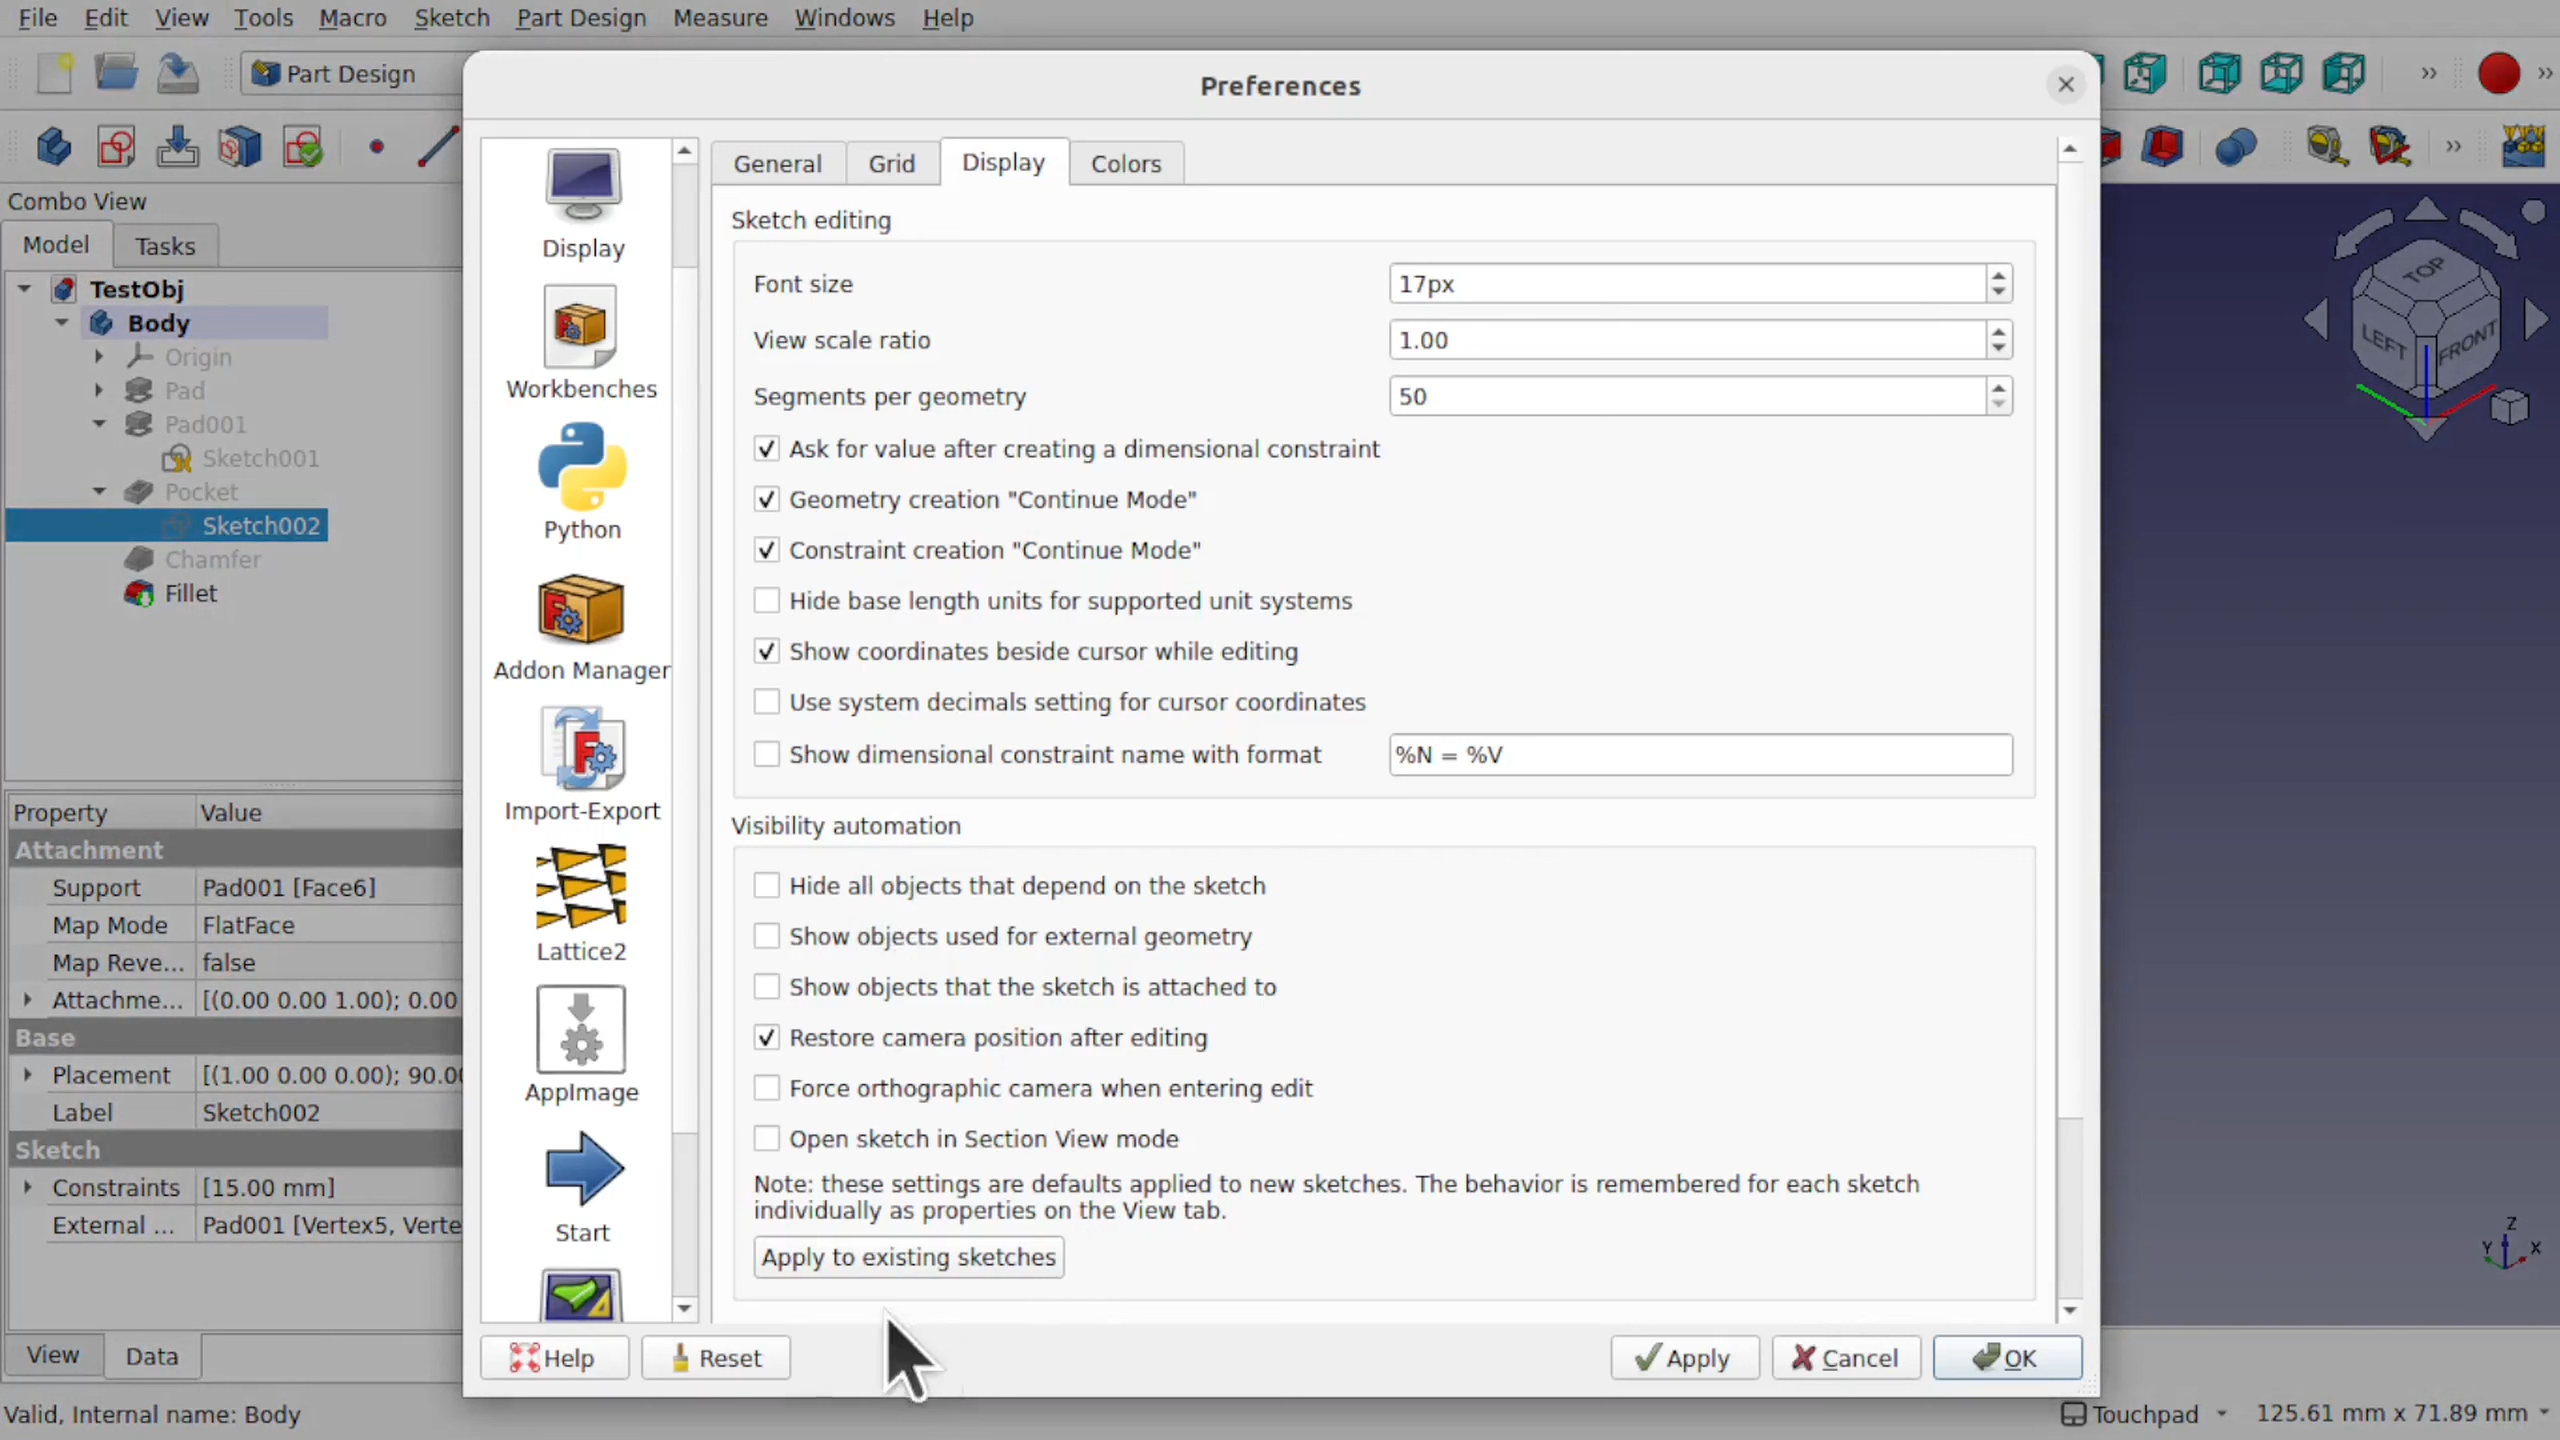 File Edit View Tools Macro Sketch Part Design Measure Windows Help
Part Design
Preferences
Combo View
Model Tasks
TestObj
Body
Origin
Pad
Pad001
Sketch001
Pocket
Sketch002
Chamfer
Fillet
Property Value
Attachment
Support Pad001 [Face6]
Map Mode FlatFace
Map Reve... false
Attachme... [(0.00 0.00 1.00); 0.00
Base
Placement [(1.00 0.00 0.00); 90.0
Label Sketch002
Sketch
Constraints [15.00 mm]
External ... Pad001 [Vertex5, Verte
View Data
Valid, Internal name: Body
Display
Workbenches
Python
Addon Manager
Import-Export
Lattice2
AppImage
Start
General Grid Display Colors
Sketch editing
Font size 17px
View scale ratio 1.00
Segments per geometry 50
Ask for value after creating a dimensional constraint
Geometry creation "Continue Mode"
Constraint creation "Continue Mode"
Hide base length units for supported unit systems
Show coordinates beside cursor while editing
Use system decimals setting for cursor coordinates
Show dimensional constraint name with format %N = %V
Visibility automation
Hide all objects that depend on the sketch
Show objects used for external geometry
Show objects that the sketch is attached to
Restore camera position after editing
Force orthographic camera when entering edit
Open sketch in Section View mode
Note: these settings are defaults applied to new sketches. The behavior is remembered for each sketch
individually as properties on the View tab.
Apply to existing sketches
Help Reset Apply Cancel OK
TOP
LEFT FRONT
Z
Y X
Touchpad 125.61 mm x 71.89 mm